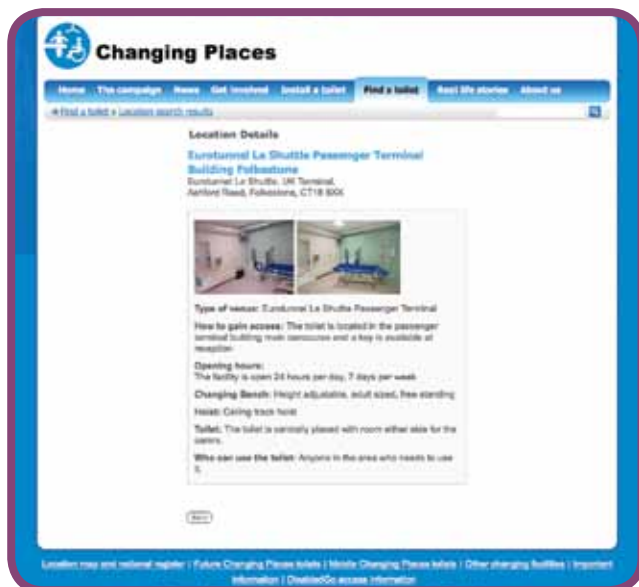 Changing Places
Home The campaign News Get involved Install a toilet Find a toilet Real life stories About us
Find a toilet » Location search results
Location Details
Eurotunnel Le Shuttle Passenger Terminal
Building Folkestone
Eurotunnel Le Shuttle, UK Terminal,
Ashford Road, Folkestone, CT18 8XX
Type of venue: Eurotunnel Le Shuttle Passenger Terminal
How to gain access: The toilet is located in the passenger
terminal building main concourse and a key is available at
reception
Opening hours:
The facility is open 24 hours per day, 7 days per week
Changing Bench: Height adjustable, adult sized, free standing
Hoist: Ceiling track hoist
Toilet: The toilet is centrally placed with room either side for the
carers.
Who can use the toilet: Anyone in the area who needs to use
it.
Back
Location map and national register | Future Changing Places toilets | Mobile Changing Places toilets | Other changing facilities | Important
information | DisabledGo access information